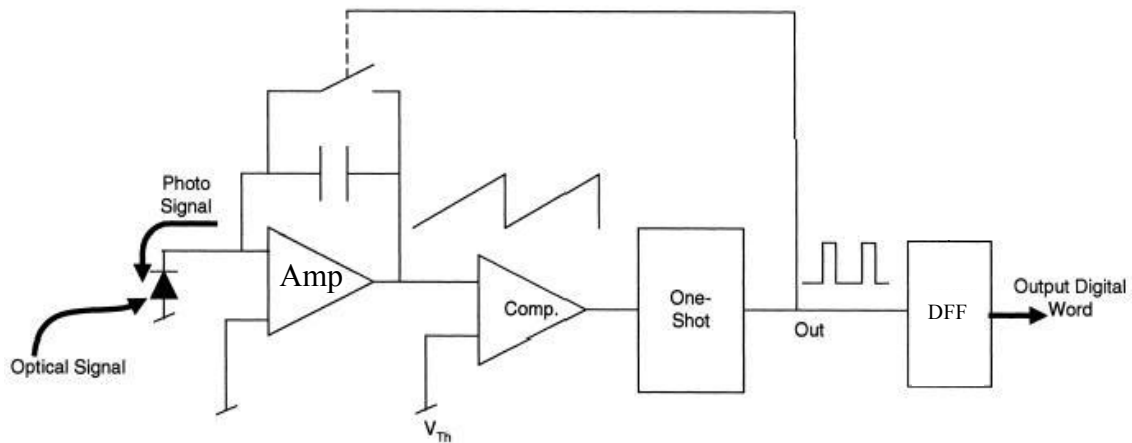 Photo
Signal
Optical Signal
Amp
Comp.
V_Th
One-
Shot
Out
DFF
Output Digital
Word